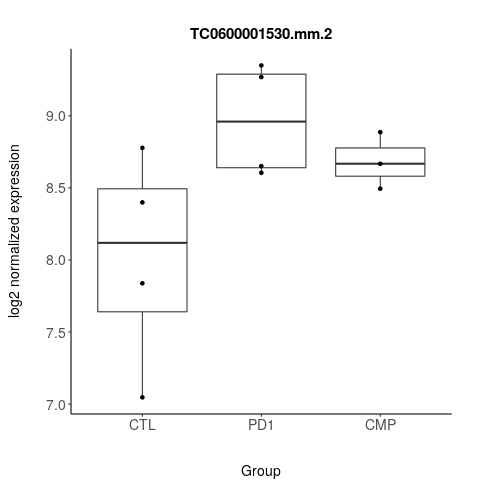 TC0600001530.mm.2
log2 normalized expression
9.0
8.5
8.0
7.5
7.0
CTL PD1 CMP
Group